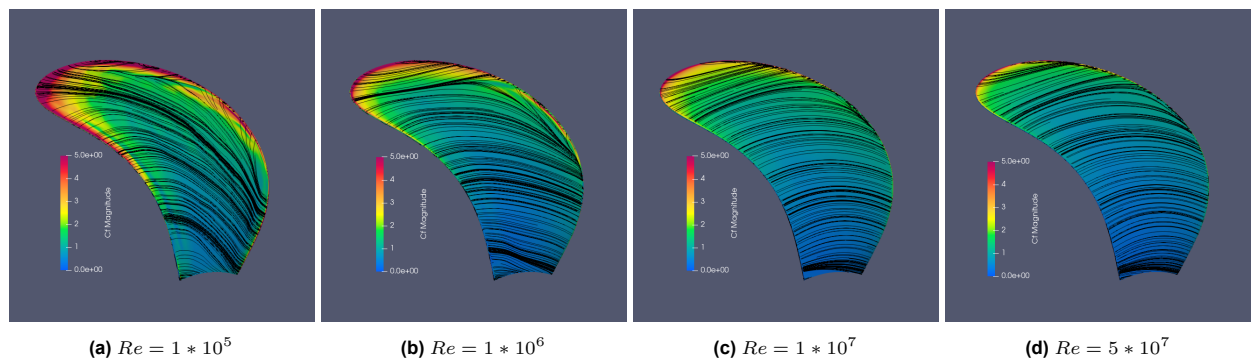 5.0e+00
4
3
2
1
0.0e+00
Cf Magnitude
5.0e+00
4
3
2
1
0.0e+00
Cf Magnitude
5.0e+00
4
3
2
1
0.0e+00
Cf Magnitude
5.0e+00
4
3
2
1
0.0e+00
Cf Magnitude
(a) Re = 1 * 10^5
(b) Re = 1 * 10^6
(c) Re = 1 * 10^7
(d) Re = 5 * 10^7